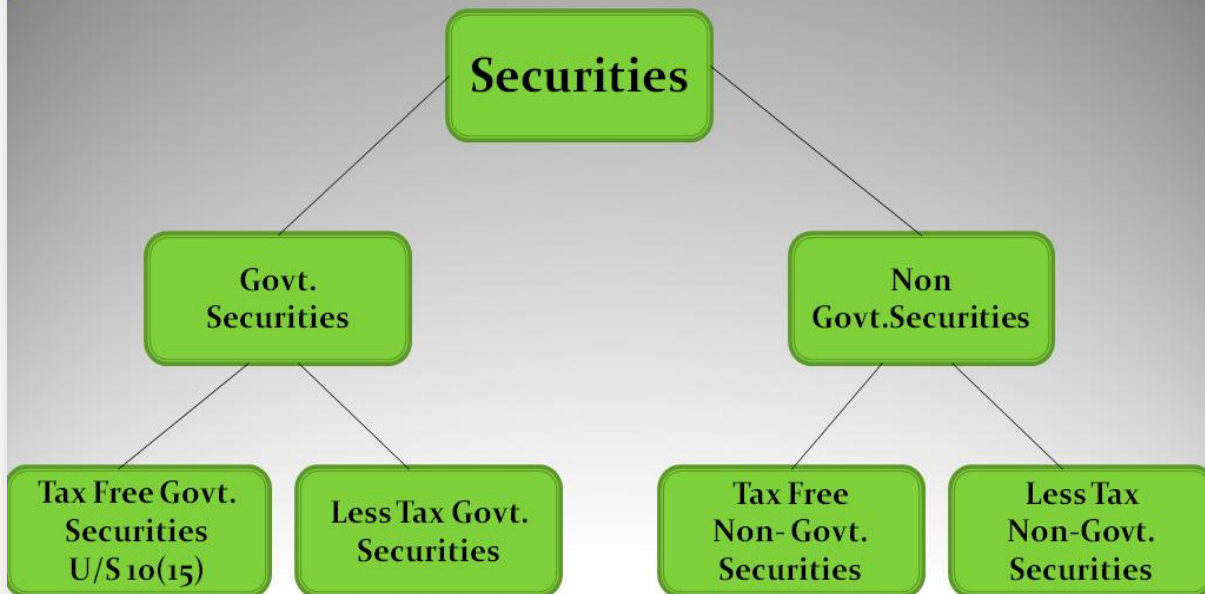 Securities
Govt.
Securities
Non
Govt.Securities
Tax Free Govt.
Securities
U/S 10(15)
Less Tax Govt.
Securities
Tax Free
Non- Govt.
Securities
Less Tax
Non-Govt.
Securities